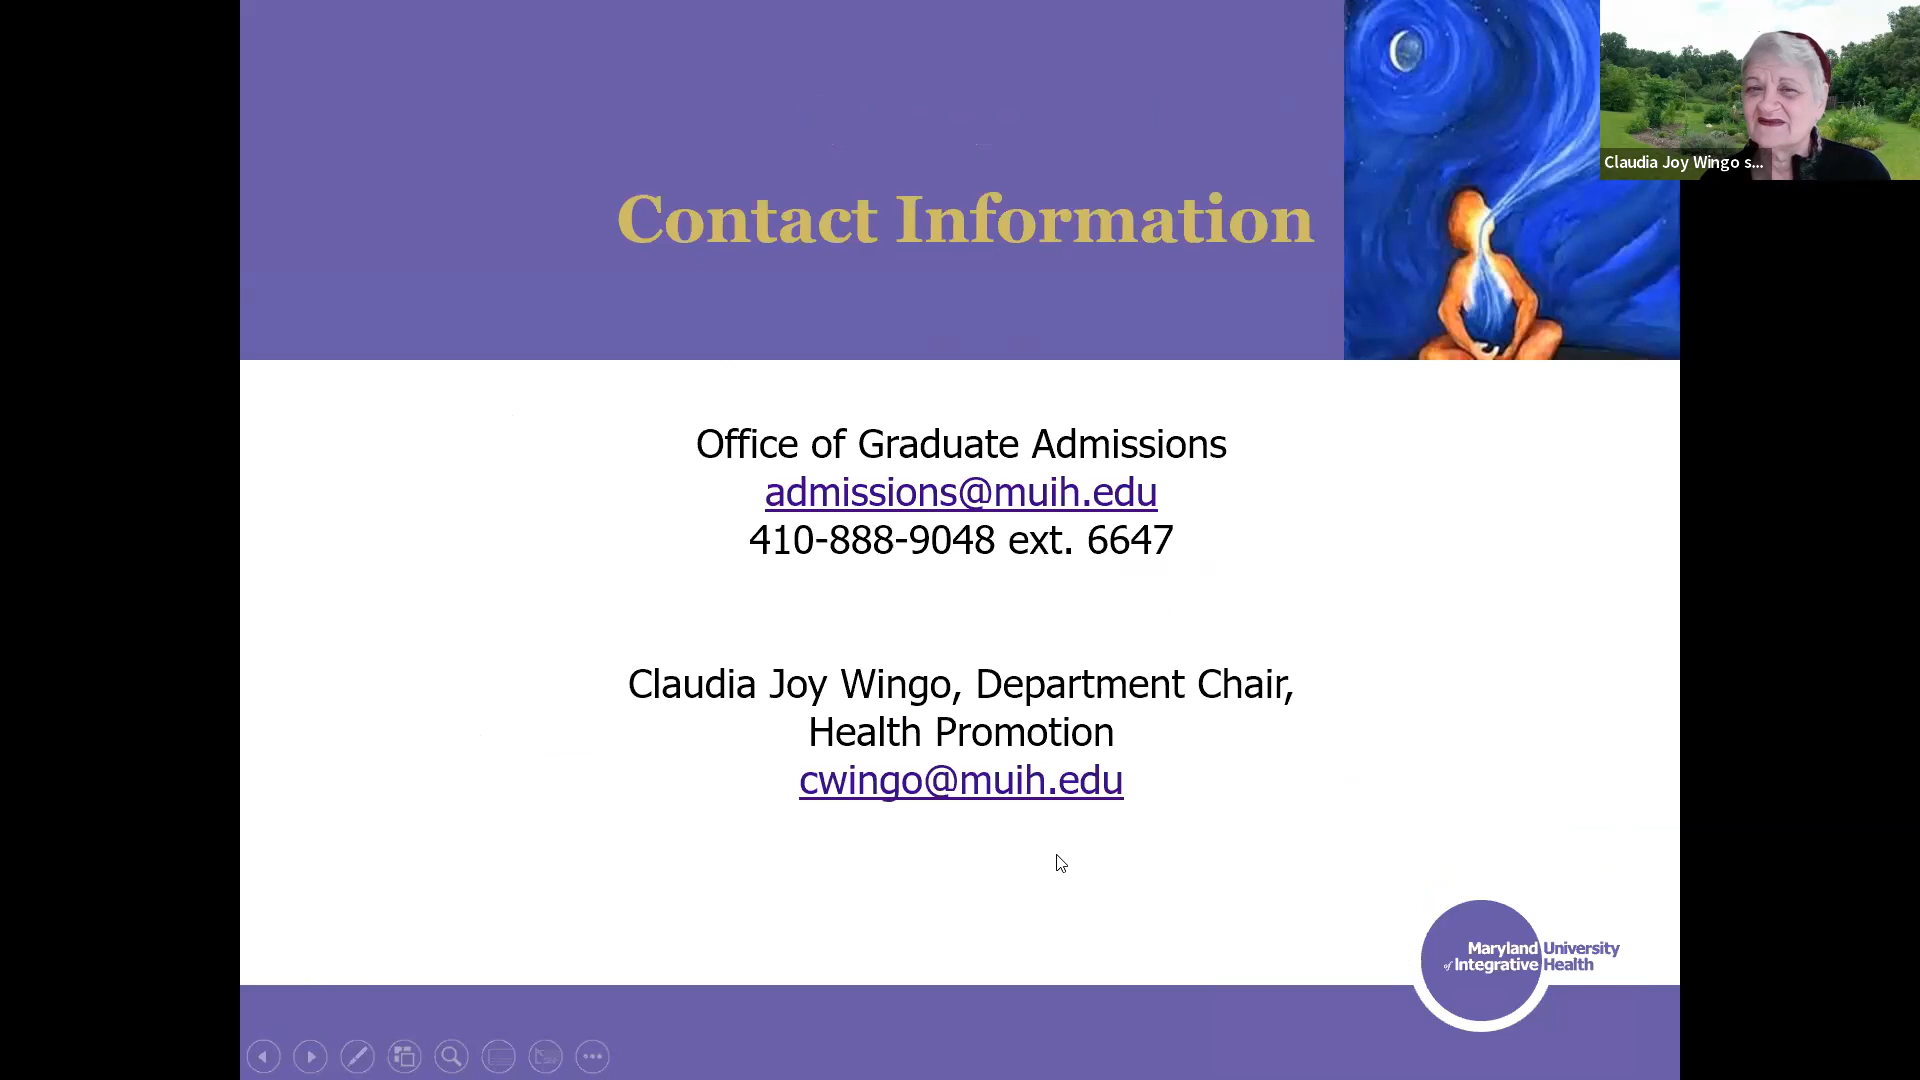 Contact Information
Claudia Joy Wingo s...
Office of Graduate Admissions
admissions@muih.edu
410-888-9048 ext. 6647
Claudia Joy Wingo, Department Chair,
Health Promotion
cwingo@muih.edu
Maryland University
of Integrative Health